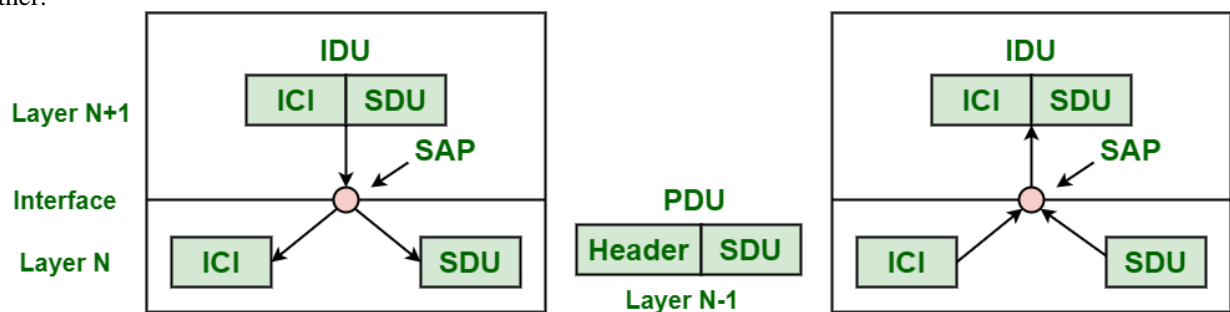 IDU
ICI SDU
Layer N+1
SAP
Interface
Layer N
ICI SDU
PDU
Header SDU
Layer N-1
IDU
ICI SDU
SAP
ICI SDU